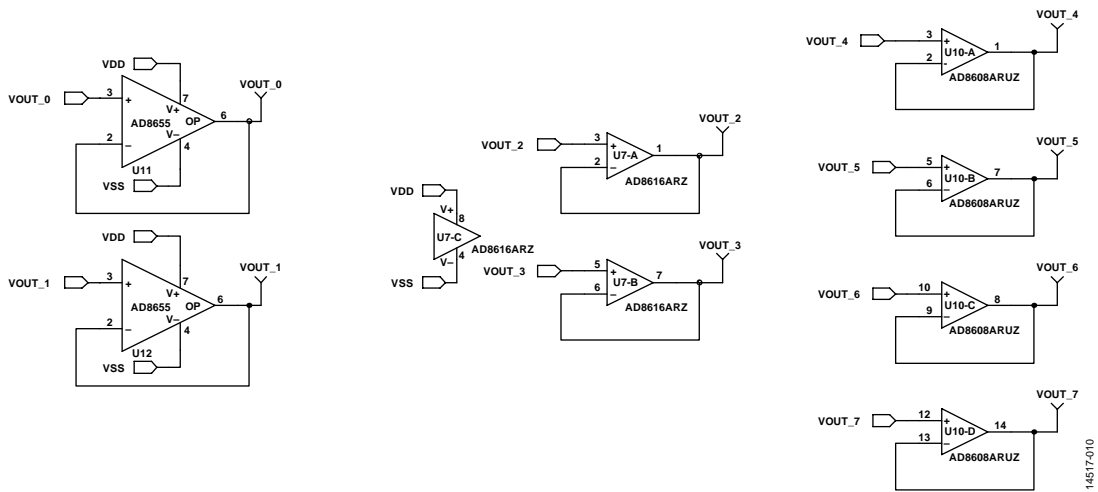 VDD
VOUT_0
3
+
7
V+
AD8655
OP
6
VOUT_0
2
–
V–
4
U11
VSS
VDD
VOUT_1
3
+
7
V+
AD8655
OP
6
VOUT_1
2
–
V–
4
U12
VSS
VDD
V+
8
U7-C
AD8616ARZ
V–
4
VSS
VOUT_2
3
+
U7-A
1
VOUT_2
2
–
AD8616ARZ
VOUT_3
5
+
U7-B
7
VOUT_3
6
–
AD8616ARZ
VOUT_4
3
+
U10-A
1
VOUT_4
2
-
AD8608ARUZ
VOUT_5
5
+
U10-B
7
VOUT_5
6
–
AD8608ARUZ
VOUT_6
10
+
U10-C
8
VOUT_6
9
–
AD8608ARUZ
VOUT_7
12
+
U10-D
14
VOUT_7
13
–
AD8608ARUZ
14517-010